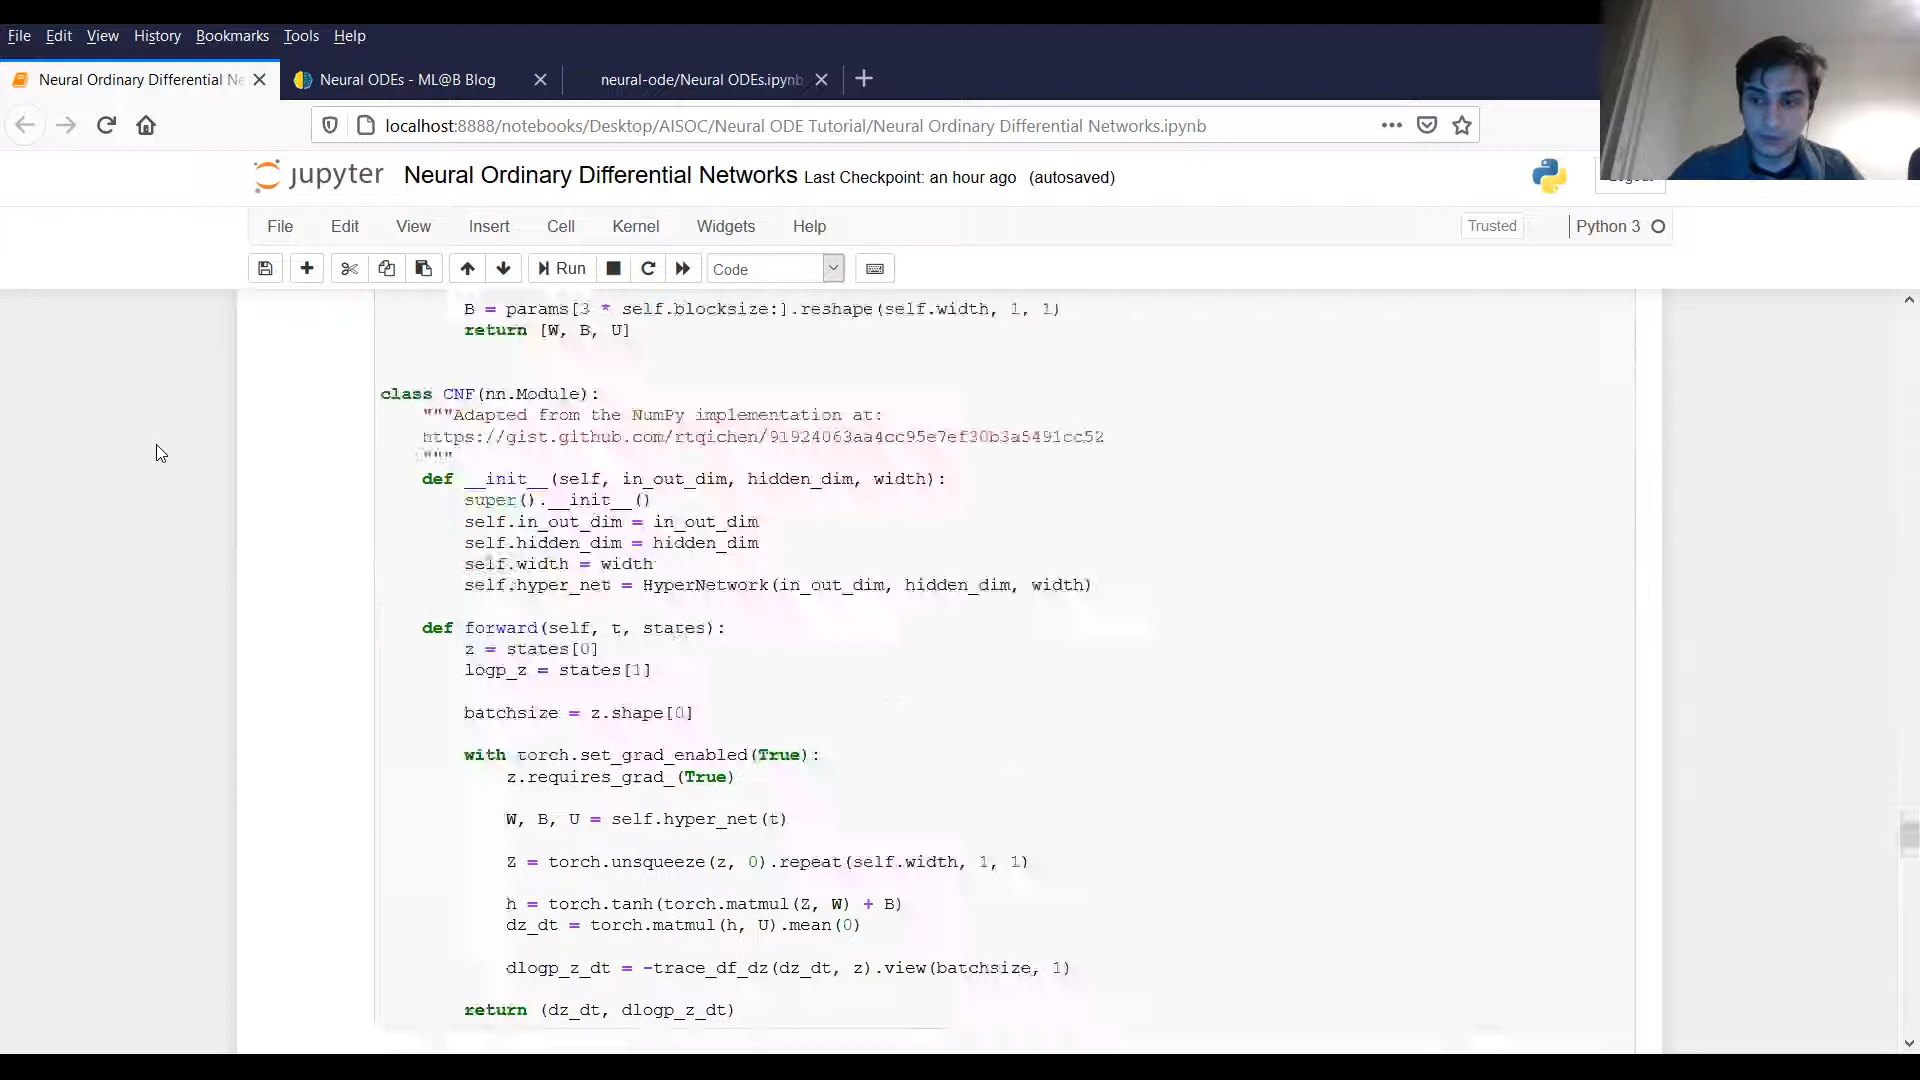 File Edit View History Bookmarks Tools Help
Neural Ordinary Differential Ne
Neural ODEs - ML@B Blog
neural-ode/Neural ODEs.ipynb
localhost:8888/notebooks/Desktop/AISOC/Neural ODE Tutorial/Neural Ordinary Differential Networks.ipynb
jupyter Neural Ordinary Differential Networks Last Checkpoint: an hour ago (autosaved)
File Edit View Insert Cell Kernel Widgets Help Trusted Python 3
Run Code
B = params[3 * self.blocksize:].reshape(self.width, 1, 1)
return [W, B, U]
class CNF(nn.Module):
"""Adapted from the NumPy implementation at:
https://gist.github.com/rtqichen/91924063aa4cc95e7ef30b3a5491cc52
"""
def __init__(self, in_out_dim, hidden_dim, width):
super().__init__()
self.in_out_dim = in_out_dim
self.hidden_dim = hidden_dim
self.width = width
self.hyper_net = HyperNetwork(in_out_dim, hidden_dim, width)
def forward(self, t, states):
z = states[0]
logp_z = states[1]
batchsize = z.shape[0]
with torch.set_grad_enabled(True):
z.requires_grad_(True)
W, B, U = self.hyper_net(t)
Z = torch.unsqueeze(z, 0).repeat(self.width, 1, 1)
h = torch.tanh(torch.matmul(Z, W) + B)
dz_dt = torch.matmul(h, U).mean(0)
dlogp_z_dt = -trace_df_dz(dz_dt, z).view(batchsize, 1)
return (dz_dt, dlogp_z_dt)